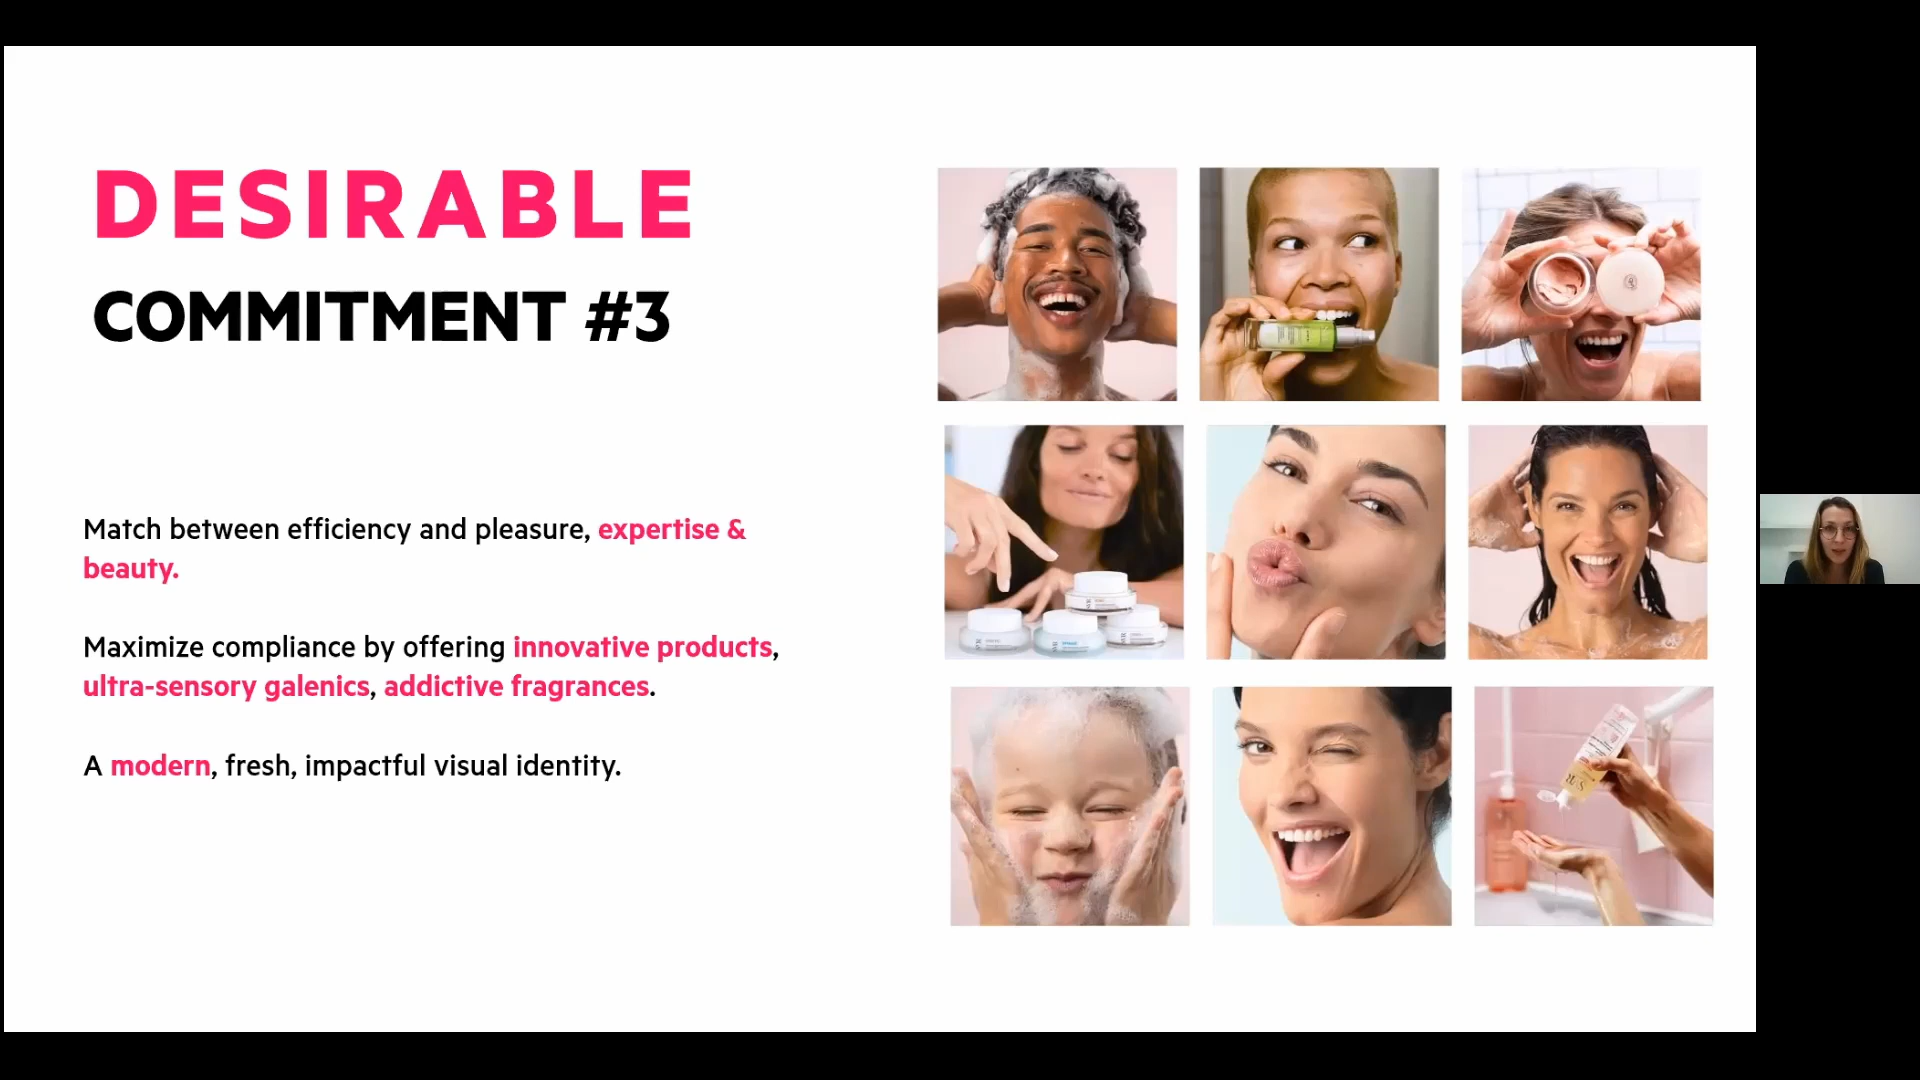 DESIRABLE
COMMITMENT #3
Match between efficiency and pleasure, expertise &
beauty.
Maximize compliance by offering innovative products,
ultra-sensory galenics, addictive fragrances.
A modern, fresh, impactful visual identity.